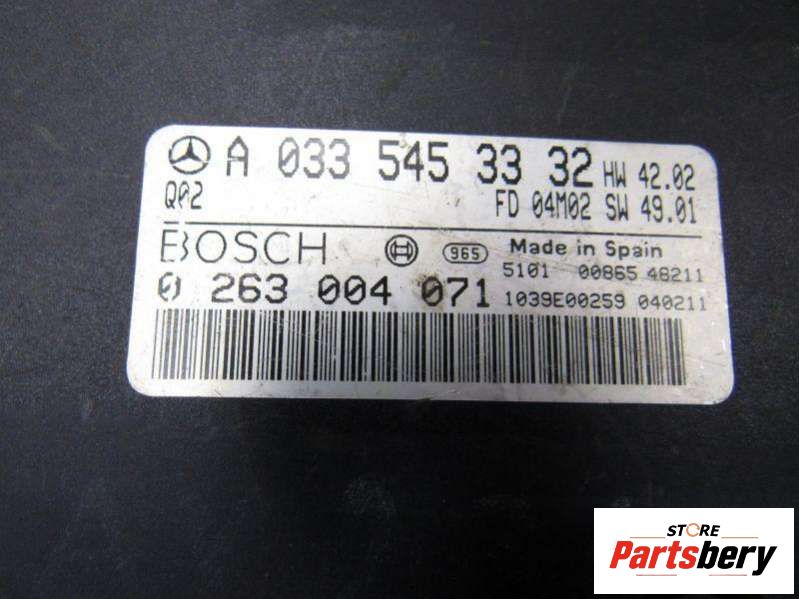 A 033 545 33 32 HW 42.02
Q02 FD 04M02 SW 49.01
BOSCH 965 Made in Spain
5101 00865 48211
0 263 004 071 1039E00259 040211
STORE
Partsbery